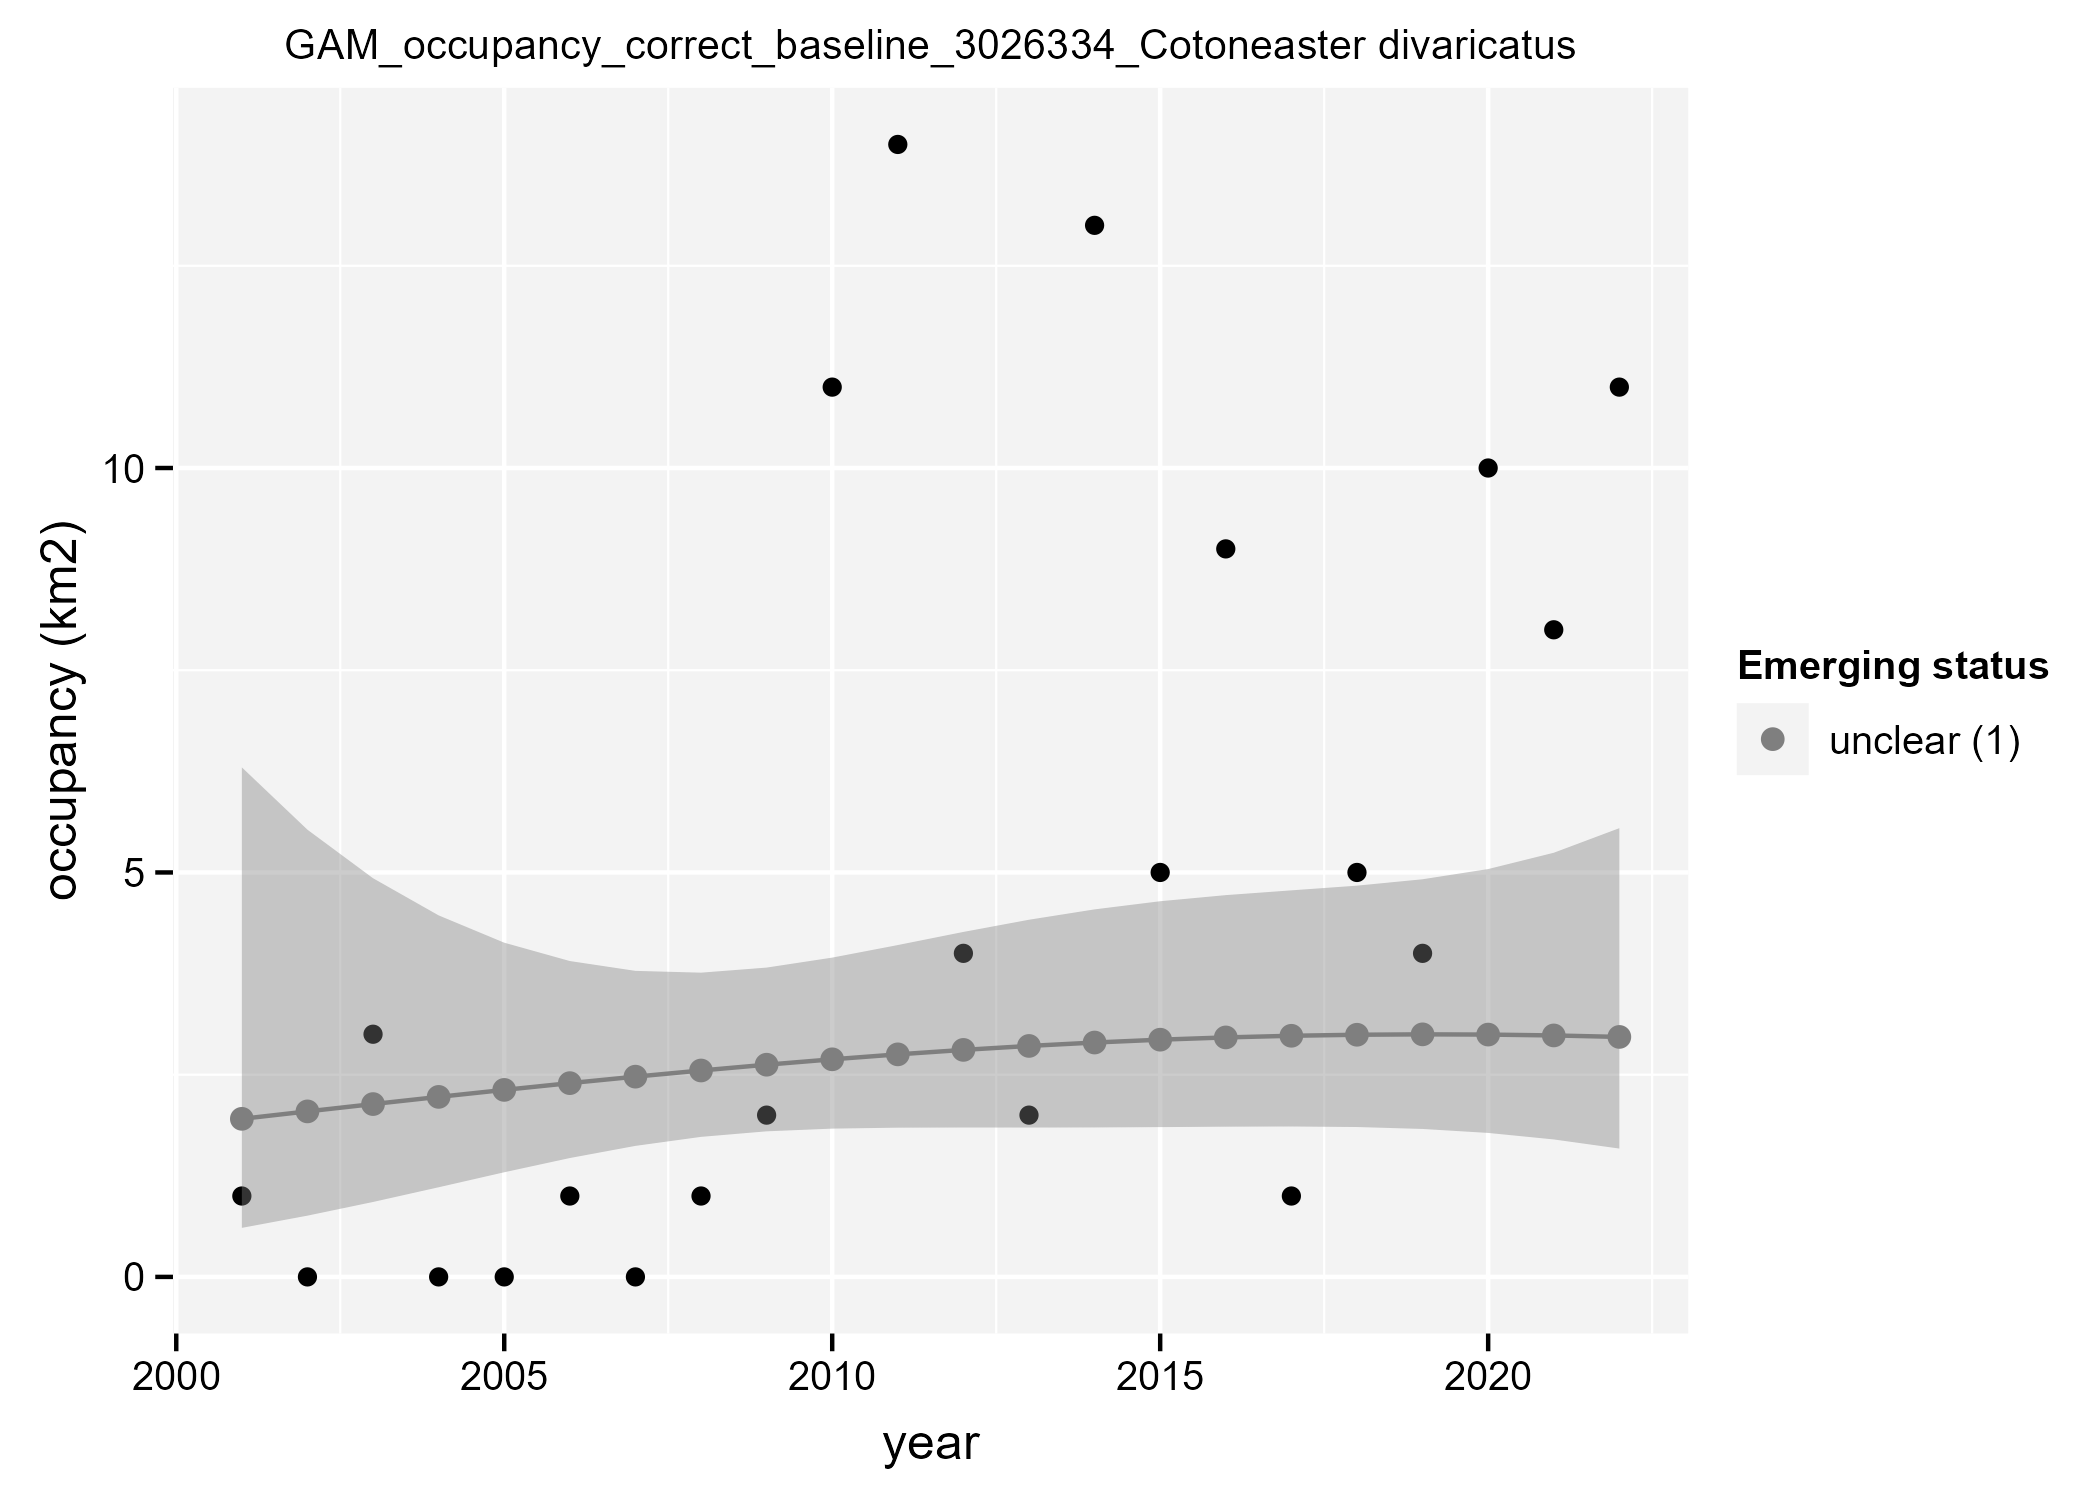 GAM_occupancy_correct_baseline_3026334_Cotoneaster divaricatus
occupancy (km2)
10
5
0
2000 2005 2010 2015 2020
year
Emerging status
unclear (1)